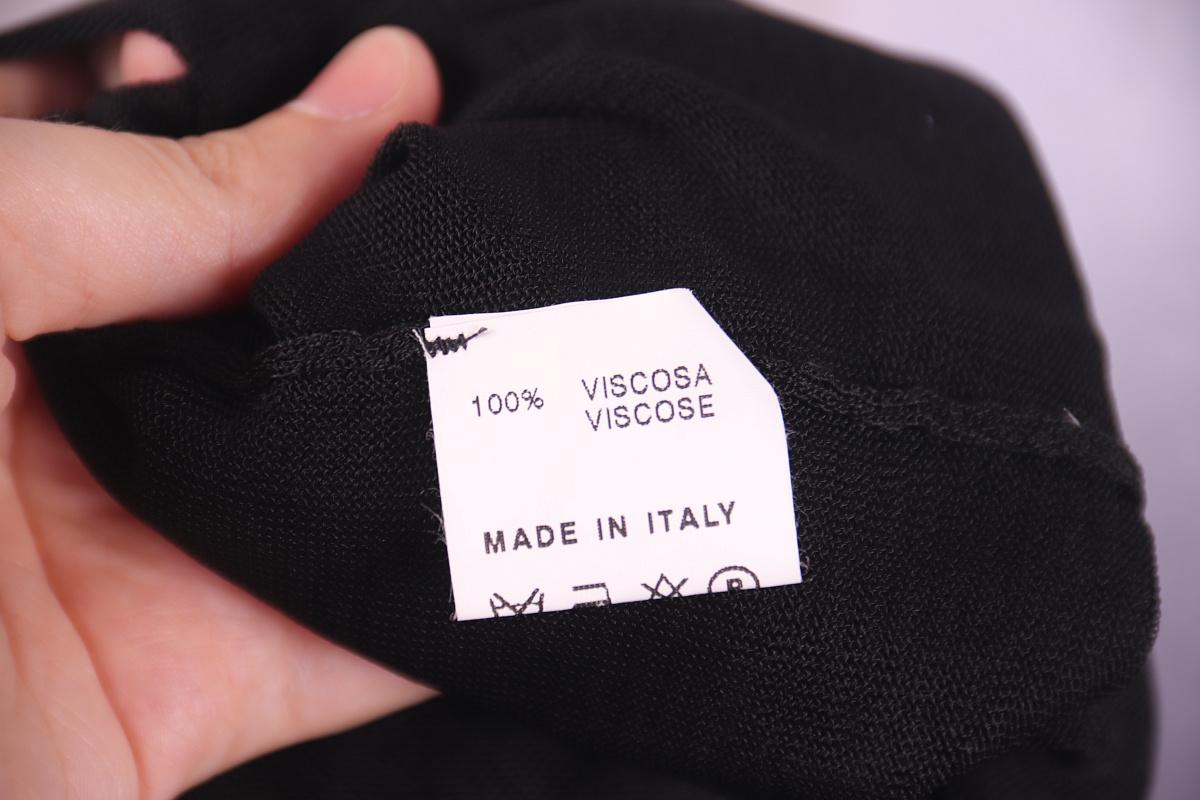 100% VISCOSA
VISCOSE
MADE IN ITALY
P